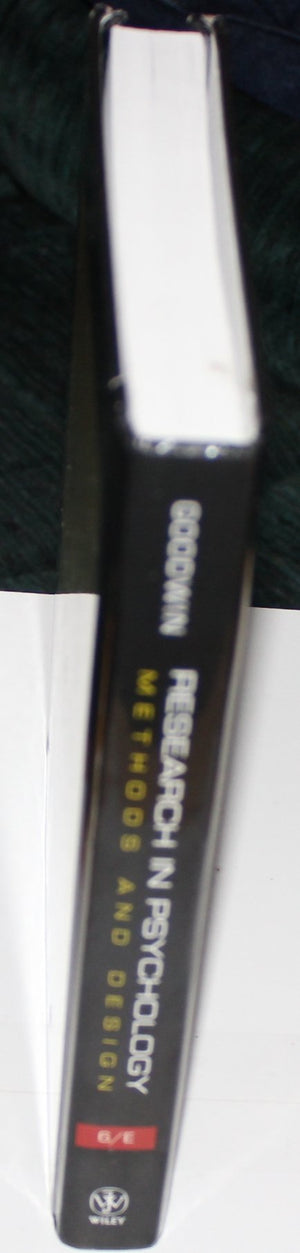 GOODWIN
RESEARCH IN PSYCHOLOGY
METHODS AND DESIGN
6/E
WILEY